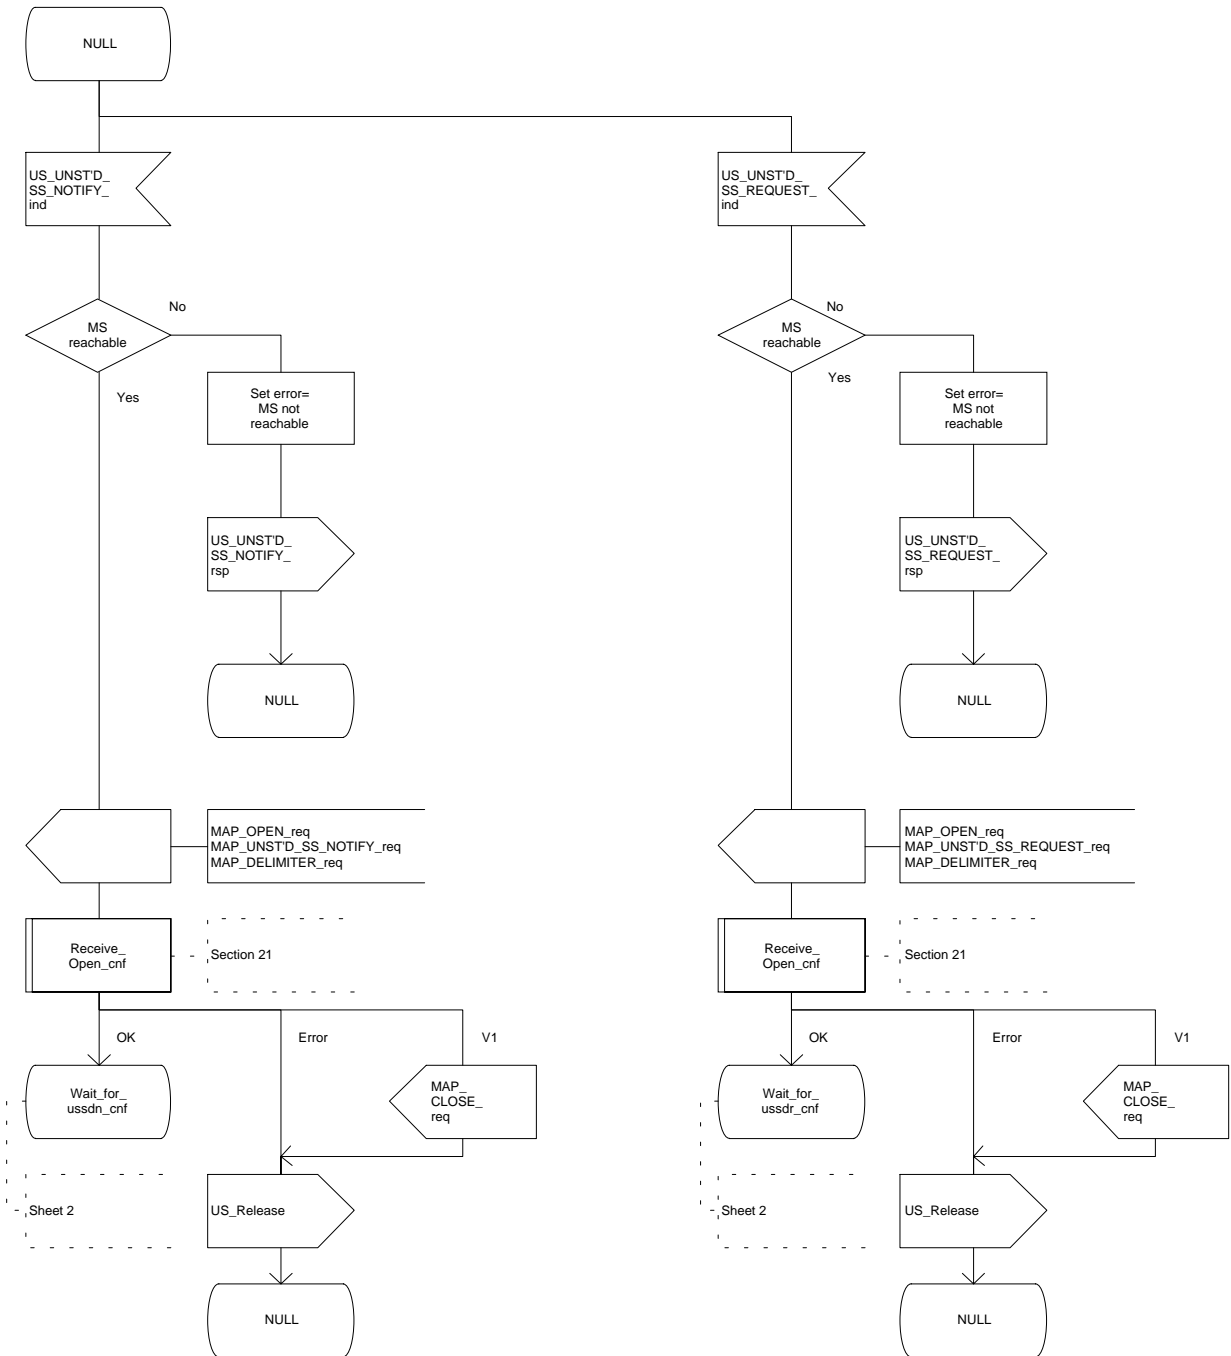 NULL
US_UNST'D_
SS_NOTIFY_
ind
US_UNST'D_
SS_REQUEST_
ind
MS
reachable
No
Yes
MS
reachable
No
Yes
Set error=
MS not
reachable
Set error=
MS not
reachable
US_UNST'D_
SS_NOTIFY_
rsp
US_UNST'D_
SS_REQUEST_
rsp
NULL
NULL
MAP_OPEN_req
MAP_UNST'D_SS_NOTIFY_req
MAP_DELIMITER_req
MAP_OPEN_req
MAP_UNST'D_SS_REQUEST_req
MAP_DELIMITER_req
Receive_
Open_cnf
Section 21
Receive_
Open_cnf
Section 21
OK
Error
V1
OK
Error
V1
Wait_for_
ussdn_cnf
MAP_
CLOSE_
req
Wait_for_
ussdr_cnf
MAP_
CLOSE_
req
Sheet 2
US_Release
Sheet 2
US_Release
NULL
NULL